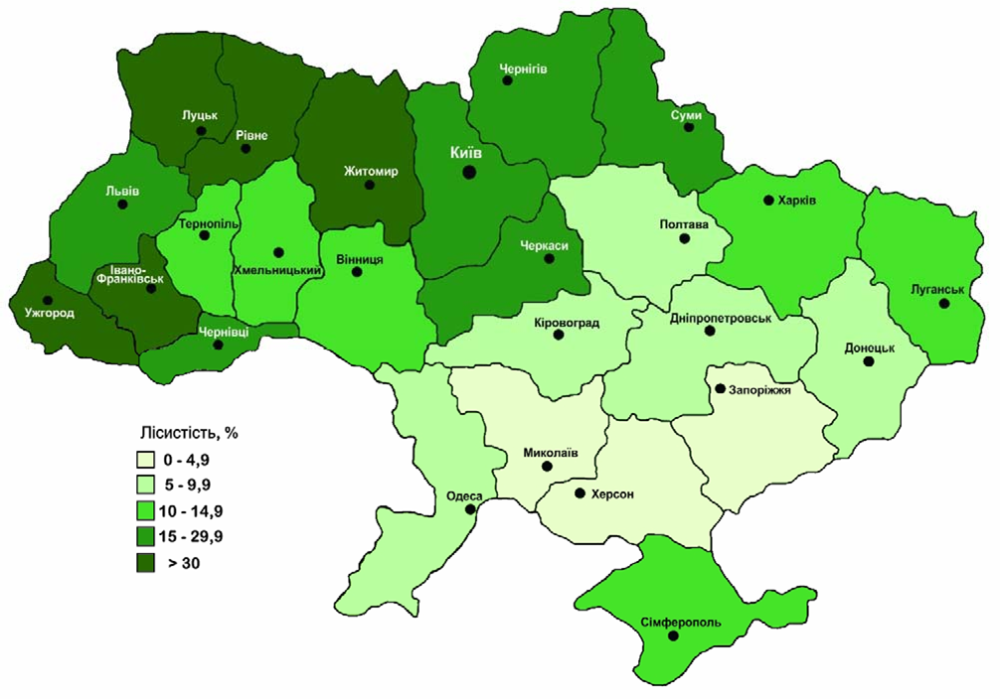 Чернігів
Луцьк
Суми
Рівне
Київ
Житомир
Львів
Харків
Тернопіль
Полтава
Черкаси
Вінниця
Хмельницький
Івано-
Франківськ
Луганськ
Ужгород
Чернівці
Кіровоград
Дніпропетровськ
Донецьк
Запоріжжя
Лісистість, %
0 - 4,9
5 - 9,9
10 - 14,9
15 - 29,9
> 30
Миколаїв
Херсон
Одеса
Сімферополь